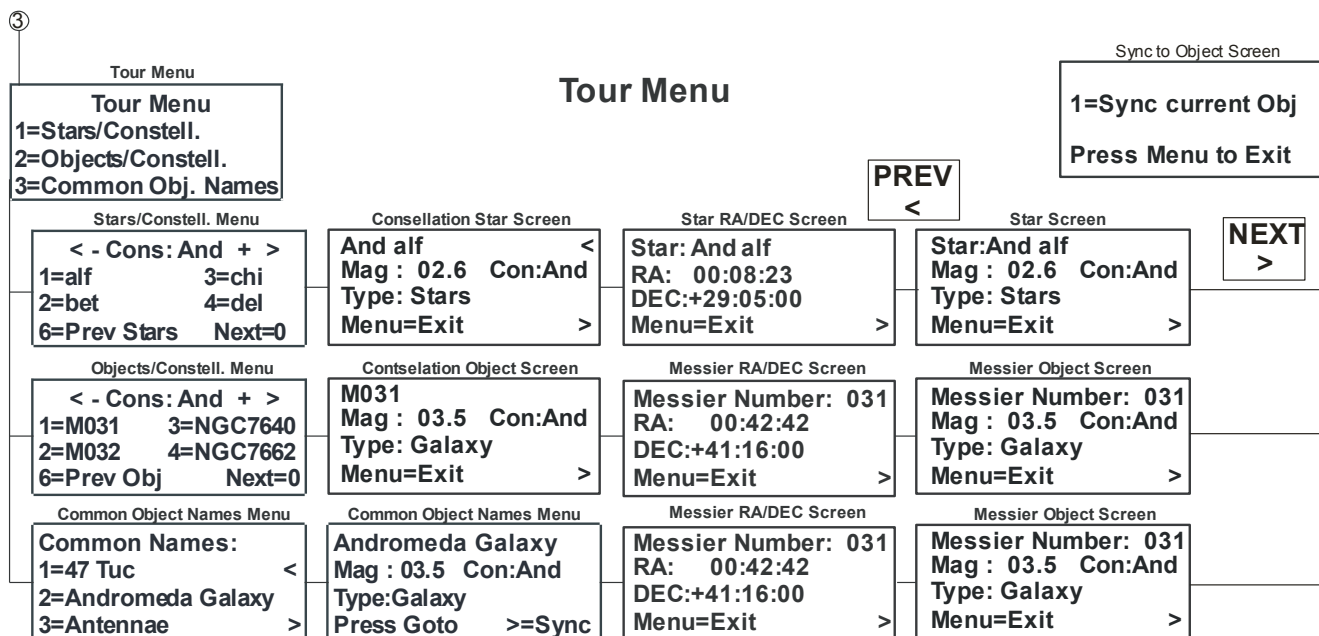 3
Tour Menu
Tour Menu
1=Stars/Constell.
2=Objects/Constell.
3=Common Obj. Names
Tour Menu
Sync to Object Screen
1=Sync current Obj
Press Menu to Exit
PREV
<
NEXT
>
Stars/Constell. Menu
< - Cons: And + >
1=alf 3=chi
2=bet 4=del
6=Prev Stars Next=0
Consellation Star Screen
And alf <
Mag : 02.6 Con:And
Type: Stars
Menu=Exit >
Star RA/DEC Screen
Star: And alf
RA: 00:08:23
DEC:+29:05:00
Menu=Exit >
Star Screen
Star:And alf
Mag : 02.6 Con:And
Type: Stars
Menu=Exit >
Objects/Constell. Menu
< - Cons: And + >
1=M031 3=NGC7640
2=M032 4=NGC7662
6=Prev Obj Next=0
Contselation Object Screen
M031
Mag : 03.5 Con:And
Type: Galaxy
Menu=Exit >
Messier RA/DEC Screen
Messier Number: 031
RA: 00:42:42
DEC:+41:16:00
Menu=Exit >
Messier Object Screen
Messier Number: 031
Mag : 03.5 Con:And
Type: Galaxy
Menu=Exit >
Common Object Names Menu
Common Names:
1=47 Tuc <
2=Andromeda Galaxy
3=Antennae >
Common Object Names Menu
Andromeda Galaxy
Mag : 03.5 Con:And
Type:Galaxy
Press Goto >=Sync
Messier RA/DEC Screen
Messier Number: 031
RA: 00:42:42
DEC:+41:16:00
Menu=Exit >
Messier Object Screen
Messier Number: 031
Mag : 03.5 Con:And
Type: Galaxy
Menu=Exit >